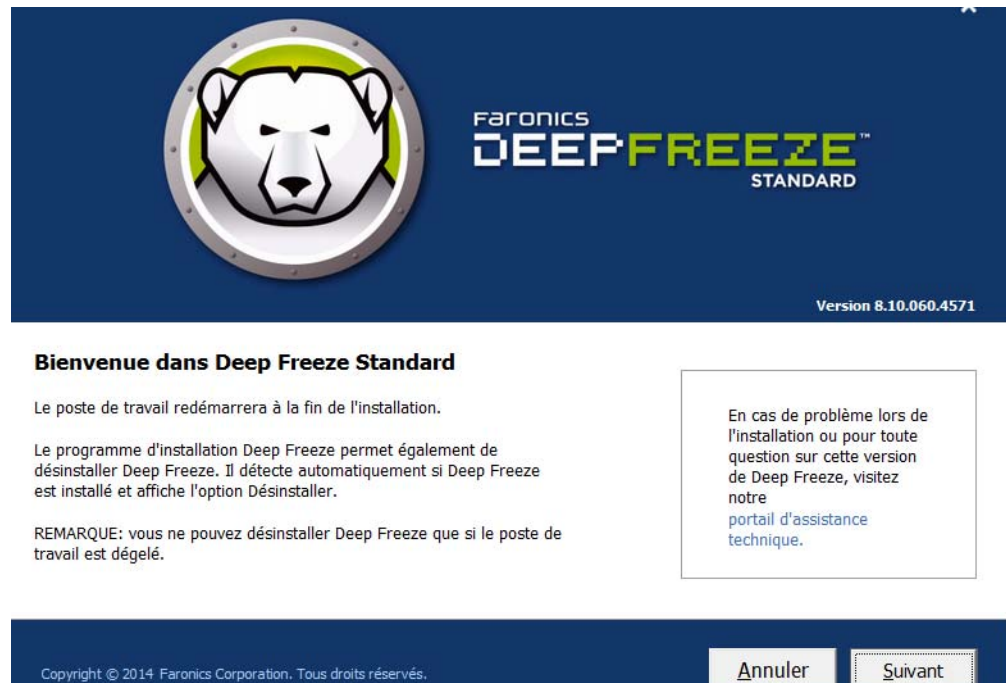 Faronics
DEEPFREEZE™
STANDARD
Version 8.10.060.4571
Bienvenue dans Deep Freeze Standard
Le poste de travail redémarrera à la fin de l'installation.
Le programme d'installation Deep Freeze permet également de
désinstaller Deep Freeze. Il détecte automatiquement si Deep Freeze
est installé et affiche l'option Désinstaller.
REMARQUE: vous ne pouvez désinstaller Deep Freeze que si le poste de
travail est dégelé.
En cas de problème lors de
l'installation ou pour toute
question sur cette version
de Deep Freeze, visitez
notre
portail d'assistance
technique.
Copyright © 2014 Faronics Corporation. Tous droits réservés.
Annuler
Suivant